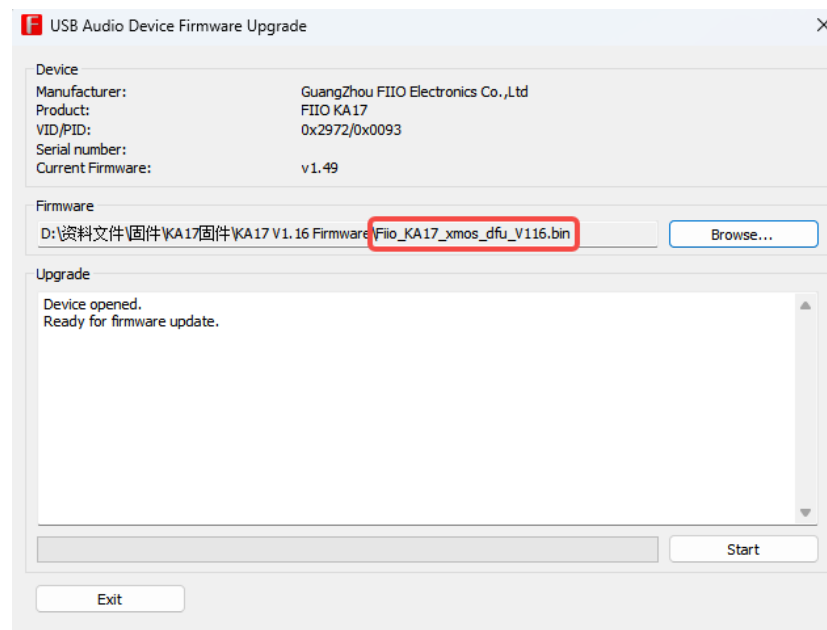 USB Audio Device Firmware Upgrade
Device
Manufacturer: GuangZhou FIIO Electronics Co.,Ltd
Product: FIIO KA17
VID/PID: 0x2972/0x0093
Serial number:
Current Firmware: v1.49
Firmware
D:\资料文件\固件\KA17固件\KA17 V1.16 Firmware\Fiio_KA17_xmos_dfu_V116.bin Browse...
Upgrade
Device opened.
Ready for firmware update.
Start
Exit